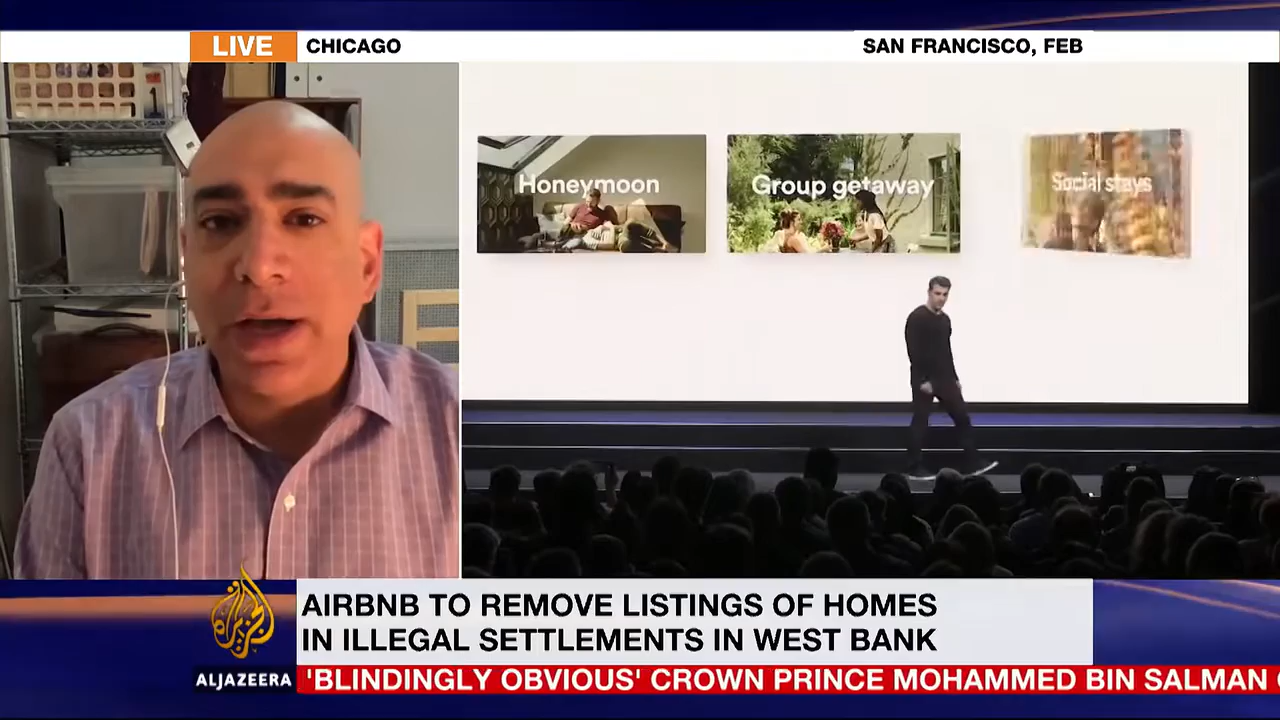 LIVE
CHICAGO
SAN FRANCISCO, FEB
Honeymoon
Group getaway
Social stays
AIRBNB TO REMOVE LISTINGS OF HOMES
IN ILLEGAL SETTLEMENTS IN WEST BANK
الجزيرة
ALJAZEERA
'BLINDINGLY OBVIOUS' CROWN PRINCE MOHAMMED BIN SALMAN